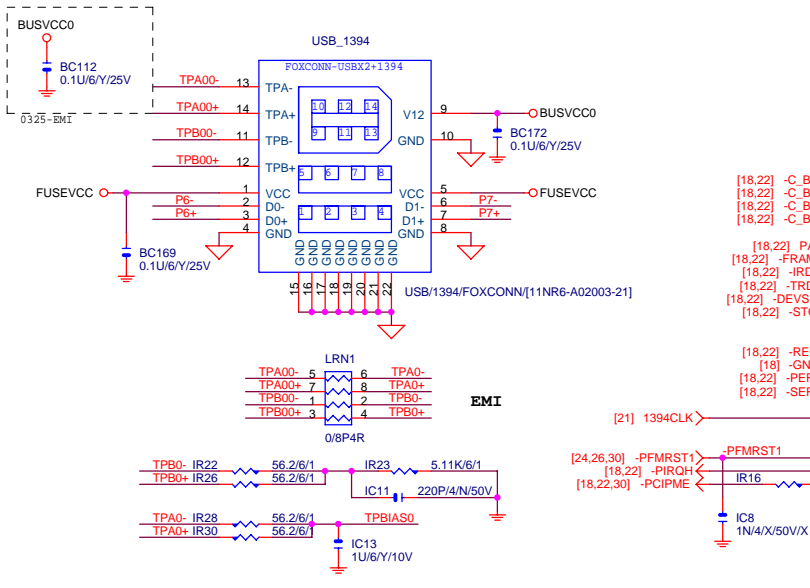 BUSVCC0
BC112
0.1U/6/Y/25V
0325-EMI
USB_1394
FOXCONN-USBX2+1394
TPA00- 13 TPA-
TPA00+ 14 TPA+
TPB00- 11 TPB-
TPB00+ 12 TPB+
10 12 14
9 11 13
5 6 7 8
1 2 3 4
V12 9 BUSVCC0
GND 10
BC172
0.1U/6/Y/25V
FUSEVCC 1 VCC
P6- 2 D0-
P6+ 3 D0+
4 GND
VCC 5 FUSEVCC
D1- 6 P7-
D1+ 7 P7+
GND 8
BC169
0.1U/6/Y/25V
GND GND GND GND GND GND GND GND
15 16 17 18 19 20 21 22
USB/1394/FOXCONN/[11NR6-A02003-21]
LRN1
TPA00- 5 6 TPA0-
TPA00+ 7 8 TPA0+
TPB00- 1 2 TPB0-
TPB00+ 3 4 TPB0+
0/8P4R
EMI
TPB0- IR22 56.2/6/1
TPB0+ IR26 56.2/6/1
IR23 5.11K/6/1
IC11 220P/4/N/50V
TPA0- IR28 56.2/6/1
TPA0+ IR30 56.2/6/1
TPBIAS0
IC13
1U/6/Y/10V
[18,22] -C_B
[18,22] -C_B
[18,22] -C_B
[18,22] -C_B
[18,22] PA
[18,22] -FRAM
[18,22] -IRD
[18,22] -TRD
[18,22] -DEVS
[18,22] -STO
[18,22] -REQ
[18] -GN
[18,22] -PER
[18,22] -SER
[21] 1394CLK
[24,26,30] -PFMRST1 -PFMRST1
[18,22] -PIRQH
[18,22,30] -PCIPME IR16
IC8
1N/4/X/50V/X